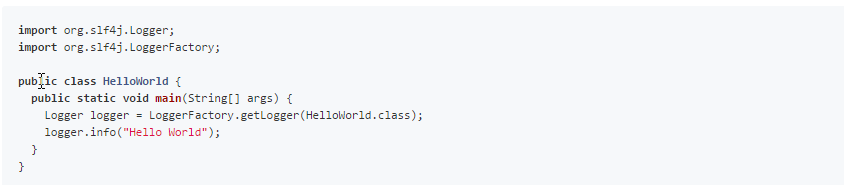 import org.slf4j.Logger;
import org.slf4j.LoggerFactory;

public class HelloWorld {
  public static void main(String[] args) {
    Logger logger = LoggerFactory.getLogger(HelloWorld.class);
    logger.info("Hello World");
  }
}